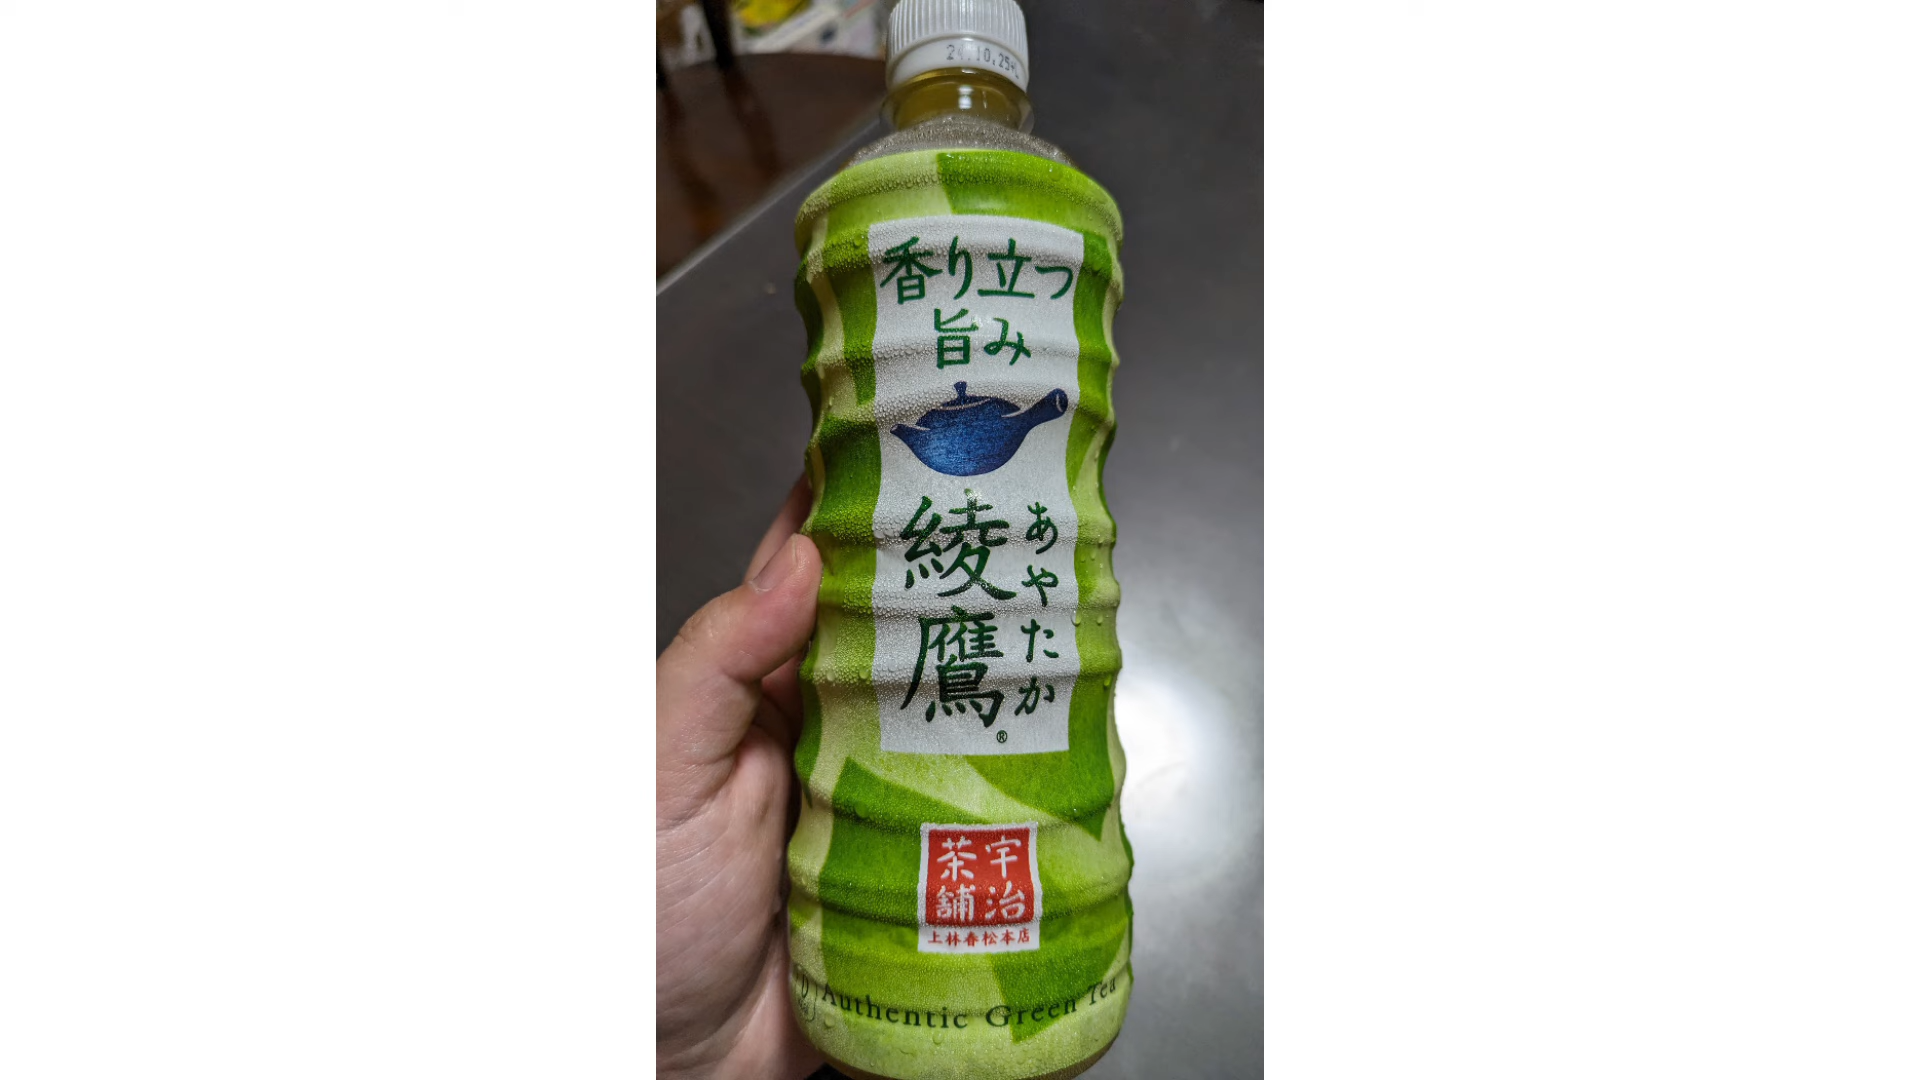 香り立つ
旨み
あやたか
綾鷹
®
宇治
茶舗
上林春松本店
Authentic Green Tea